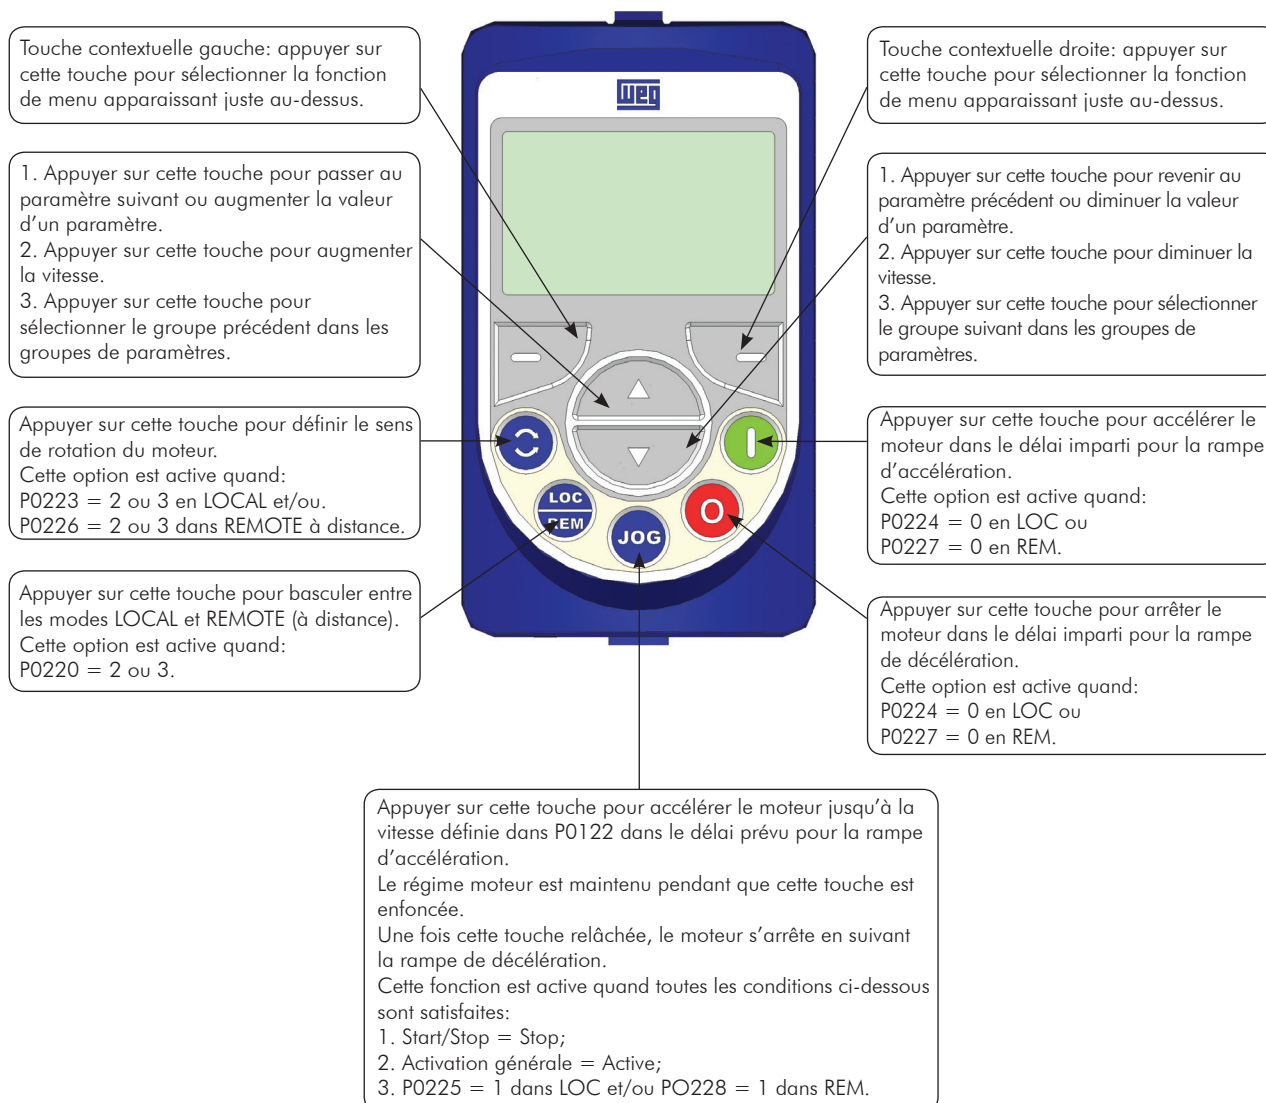 Touche contextuelle gauche: appuyer sur
cette touche pour sélectionner la fonction
de menu apparaissant juste au-dessus.
1. Appuyer sur cette touche pour passer au
paramètre suivant ou augmenter la valeur
d'un paramètre.
2. Appuyer sur cette touche pour augmenter
la vitesse.
3. Appuyer sur cette touche pour
sélectionner le groupe précédent dans les
groupes de paramètres.
Appuyer sur cette touche pour définir le sens
de rotation du moteur.
Cette option est active quand:
P0223 = 2 ou 3 en LOCAL et/ou.
P0226 = 2 ou 3 dans REMOTE à distance.
Appuyer sur cette touche pour basculer entre
les modes LOCAL et REMOTE (à distance).
Cette option est active quand:
P0220 = 2 ou 3.
weg
LOC
REM
JOG
Touche contextuelle droite: appuyer sur
cette touche pour sélectionner la fonction
de menu apparaissant juste au-dessus.
1. Appuyer sur cette touche pour revenir au
paramètre précédent ou diminuer la valeur
d'un paramètre.
2. Appuyer sur cette touche pour diminuer la
vitesse.
3. Appuyer sur cette touche pour sélectionner
le groupe suivant dans les groupes de
paramètres.
Appuyer sur cette touche pour accélérer le
moteur dans le délai imparti pour la rampe
d'accélération.
Cette option est active quand:
P0224 = 0 en LOC ou
P0227 = 0 en REM.
Appuyer sur cette touche pour arrêter le
moteur dans le délai imparti pour la rampe
de décélération.
Cette option est active quand:
P0224 = 0 en LOC ou
P0227 = 0 en REM.
Appuyer sur cette touche pour accélérer le moteur jusqu'à la
vitesse définie dans P0122 dans le délai prévu pour la rampe
d'accélération.
Le régime moteur est maintenu pendant que cette touche est
enfoncée.
Une fois cette touche relâchée, le moteur s'arrête en suivant
la rampe de décélération.
Cette fonction est active quand toutes les conditions ci-dessous
sont satisfaites:
1. Start/Stop = Stop;
2. Activation générale = Active;
3. P0225 = 1 dans LOC et/ou PO228 = 1 dans REM.